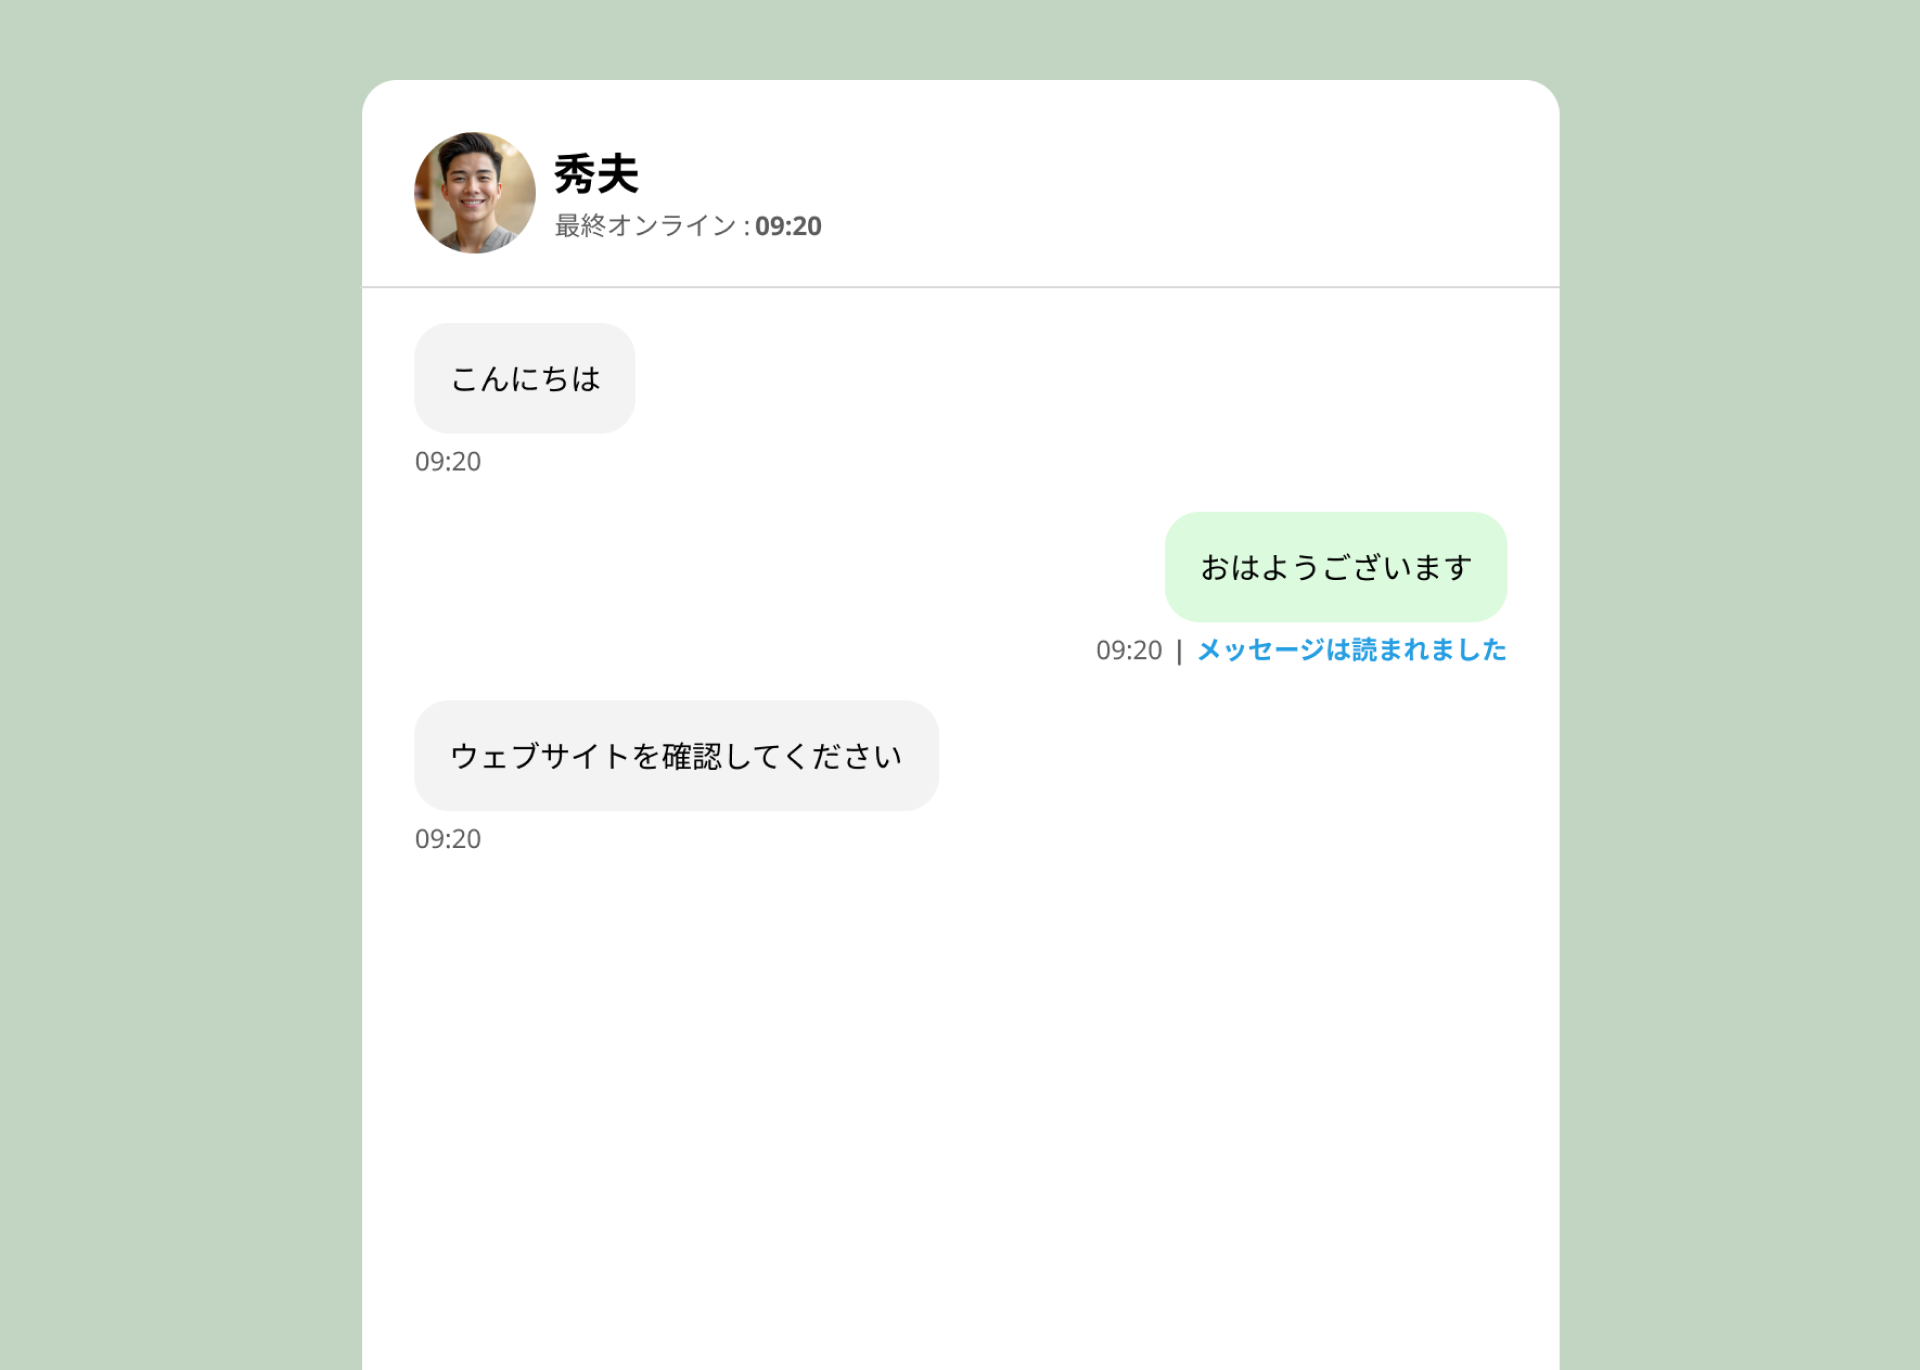 秀夫
最終オンライン : 09:20
こんにちは
09:20
おはようございます
09:20 | メッセージは読まれました
ウェブサイトを確認してください
09:20